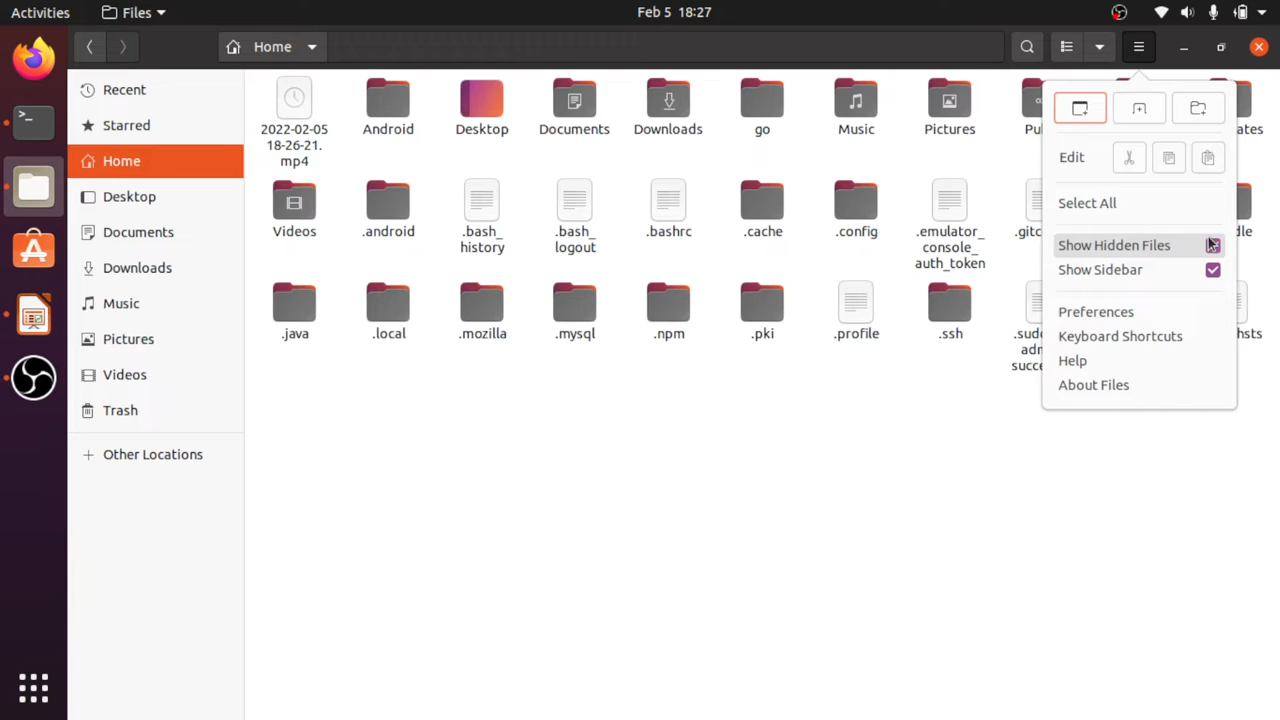 Activities
Files
Feb 5 18:27
Home
Recent
Starred
Home
Desktop
Documents
Downloads
Music
Pictures
Videos
Trash
Other Locations
2022-02-05
18-26-21.
mp4
Android
Desktop
Documents
Downloads
go
Music
Pictures
Videos
.android
.bash_
history
.bash_
logout
.bashrc
.cache
.config
.emulator_
console_
auth_token
.java
.local
.mozilla
.mysql
.npm
.pki
.profile
.ssh
Edit
Select All
Show Hidden Files
Show Sidebar
Preferences
Keyboard Shortcuts
Help
About Files